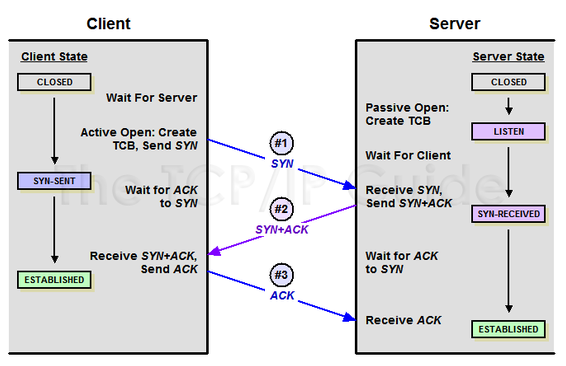 Client
Server
Client State
CLOSED
Wait For Server
Active Open: Create
TCB, Send SYN
SYN-SENT
Wait for ACK
to SYN
Receive SYN+ACK,
Send ACK
ESTABLISHED
#1
SYN
#2
SYN+ACK
#3
ACK
Server State
CLOSED
Passive Open:
Create TCB
LISTEN
Wait For Client
Receive SYN,
Send SYN+ACK
SYN-RECEIVED
Wait for ACK
to SYN
Receive ACK
ESTABLISHED
The TCP/IP Guide